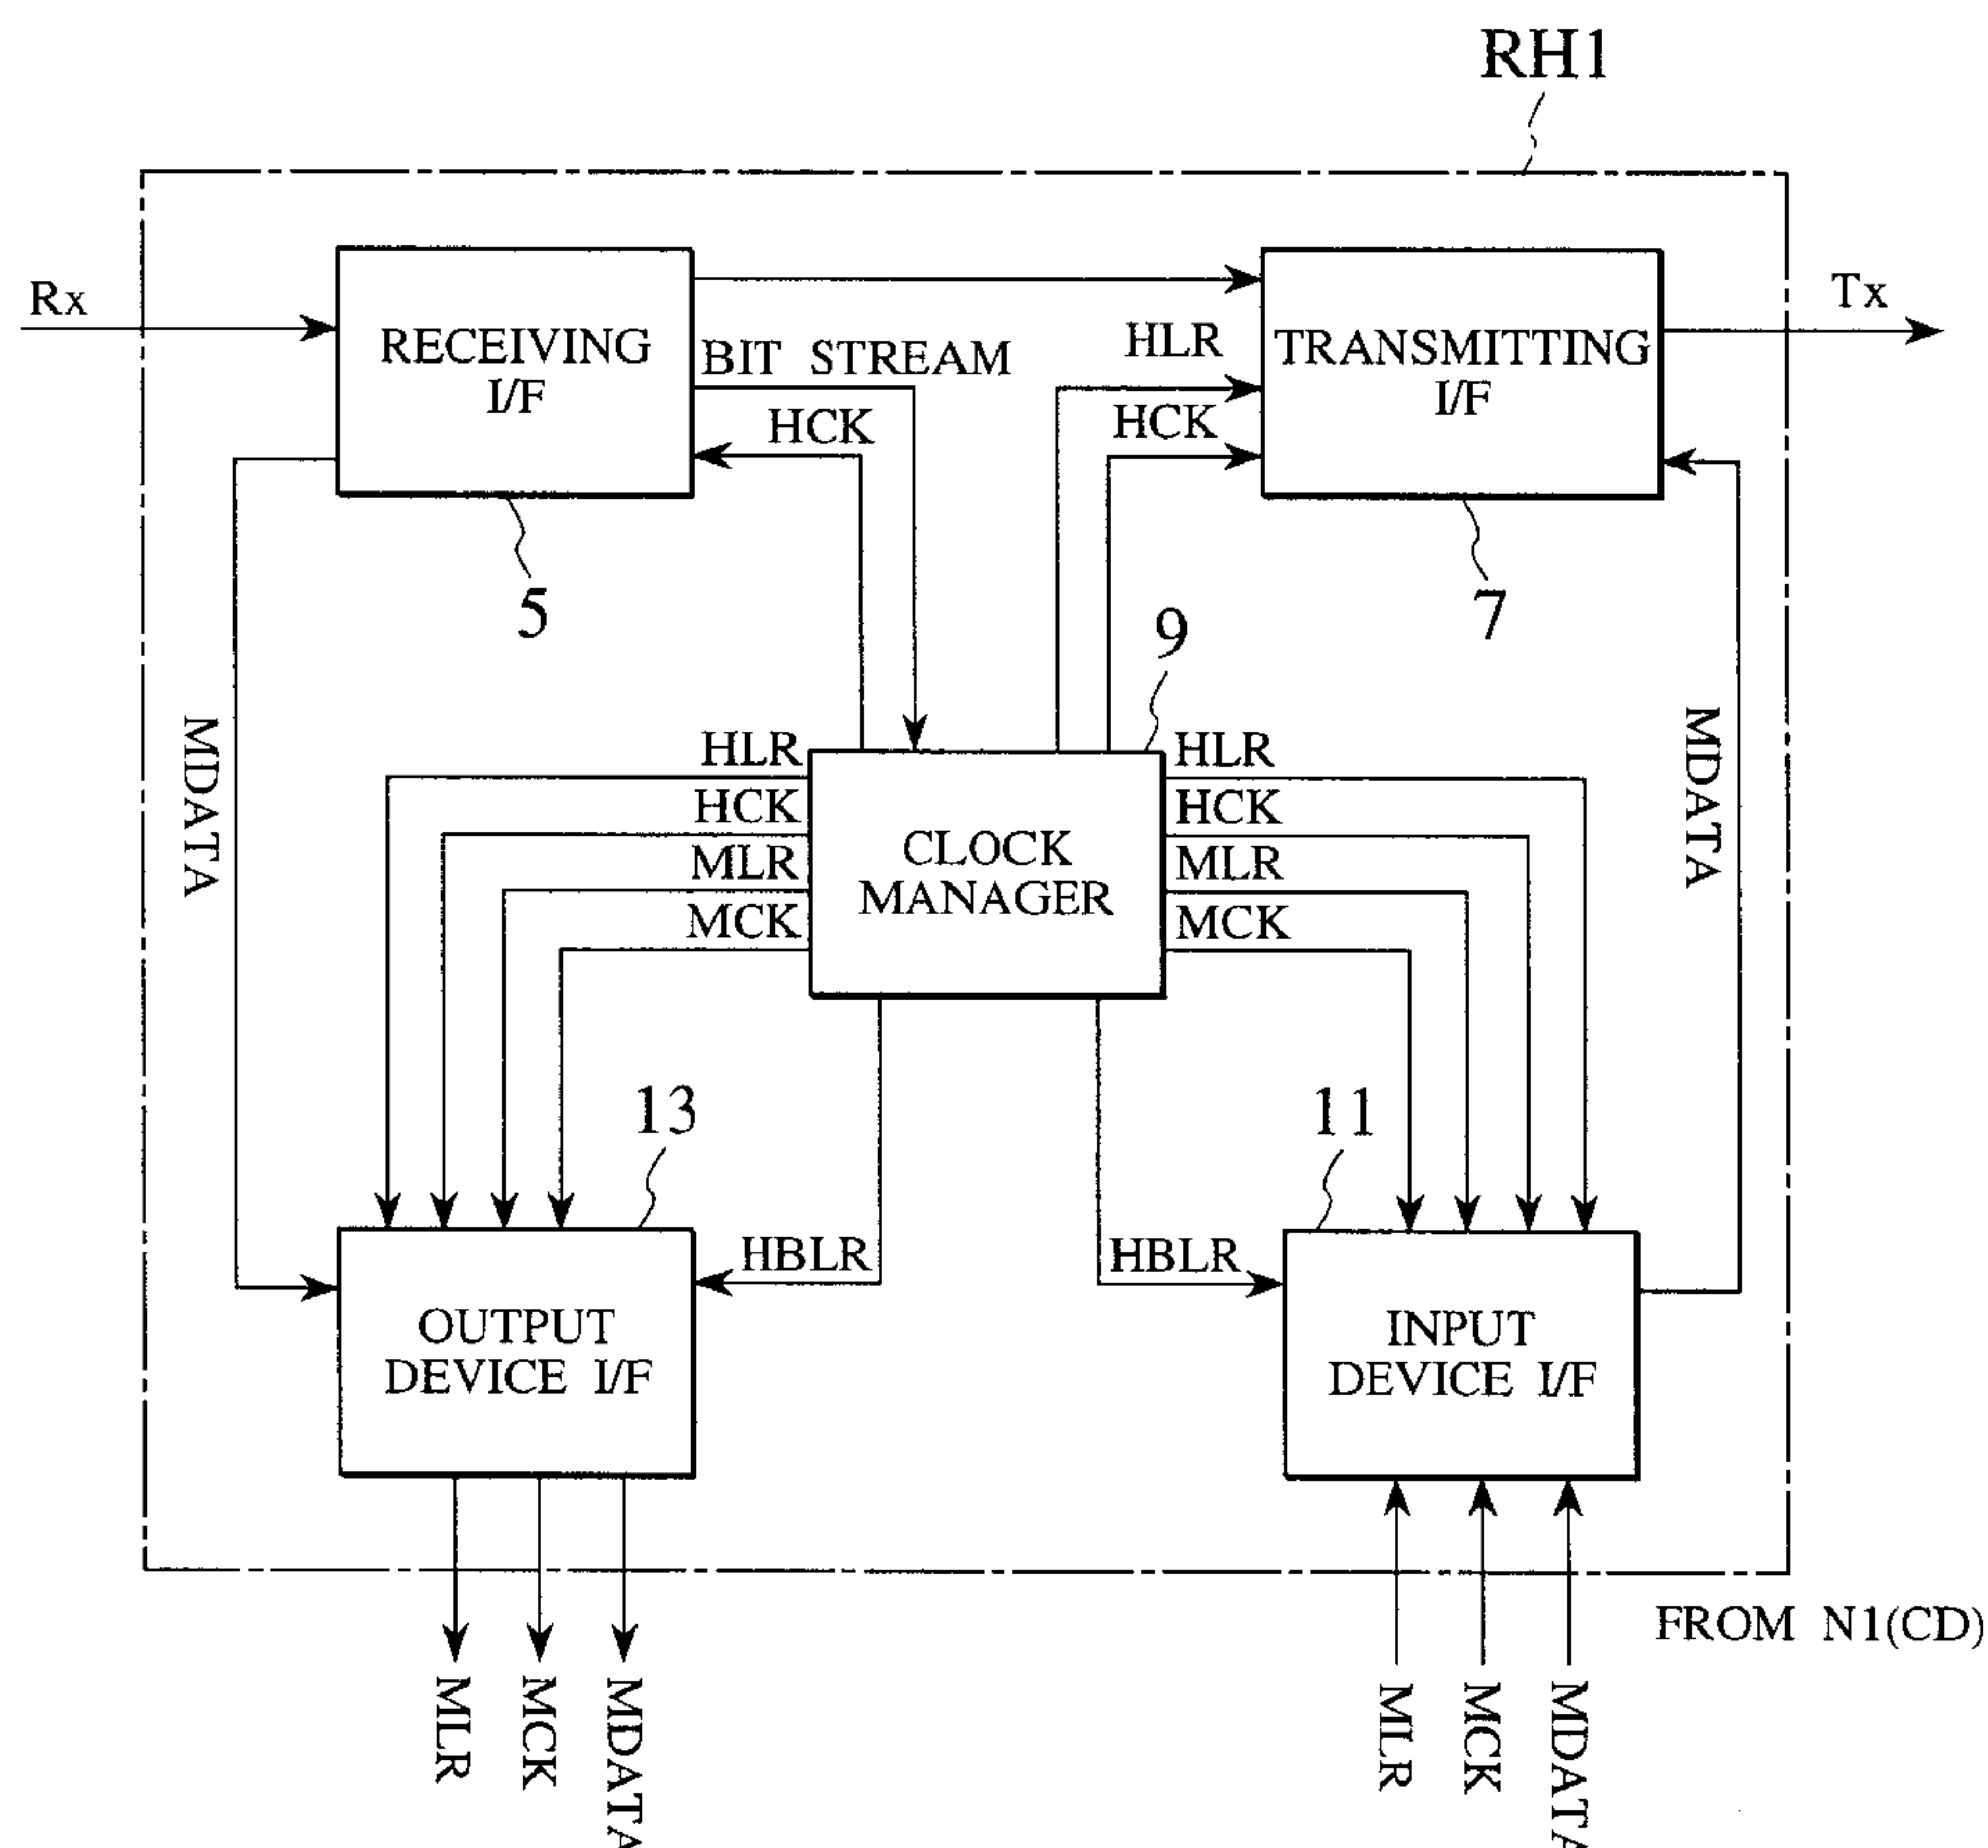 RH1
Rx
Tx
RECEIVING
I/F
BIT STREAM
HCK
HLR
HCK
TRANSMITTING
I/F
5
7
9
MDATA
MDATA
HLR
HCK
MLR
MCK
CLOCK
MANAGER
HLR
HCK
MLR
MCK
13
11
HBLR
HBLR
OUTPUT
DEVICE I/F
INPUT
DEVICE I/F
FROM N1(CD)
MLR
MCK
MDATA
MLR
MCK
MDATA